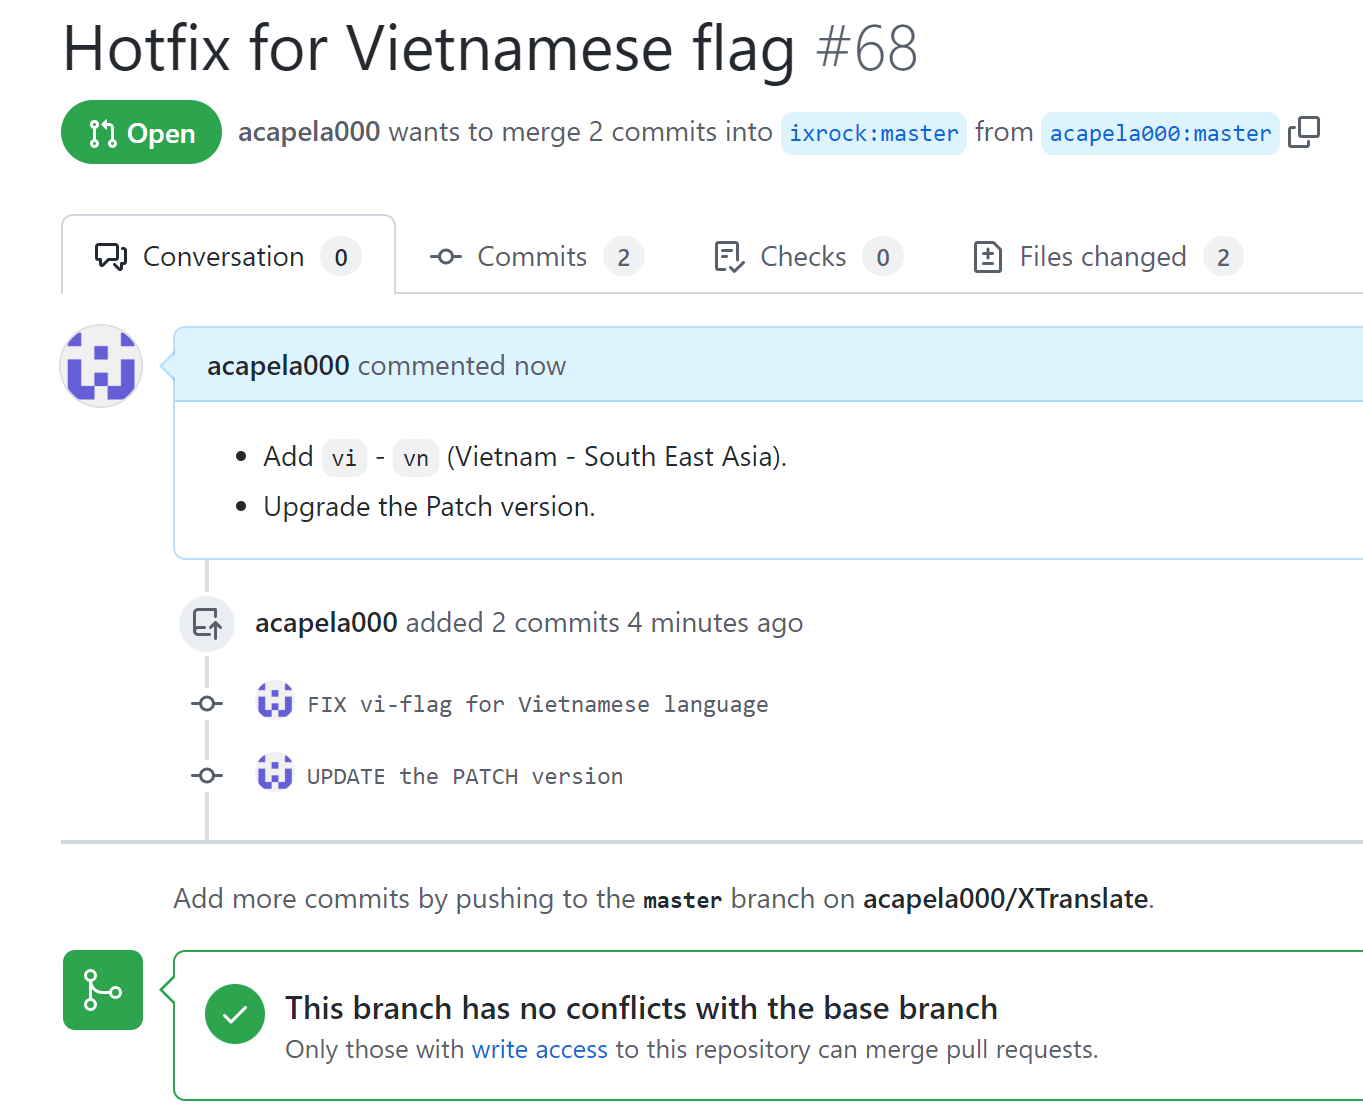 Hotfix for Vietnamese flag #68
Open acapela000 wants to merge 2 commits into ixrock:master from acapela000:master
Conversation 0 Commits 2 Checks 0 Files changed 2
acapela000 commented now
Add vi - vn (Vietnam - South East Asia).
Upgrade the Patch version.
acapela000 added 2 commits 4 minutes ago
FIX vi-flag for Vietnamese language
UPDATE the PATCH version
Add more commits by pushing to the master branch on acapela000/XTranslate.
This branch has no conflicts with the base branch
Only those with write access to this repository can merge pull requests.